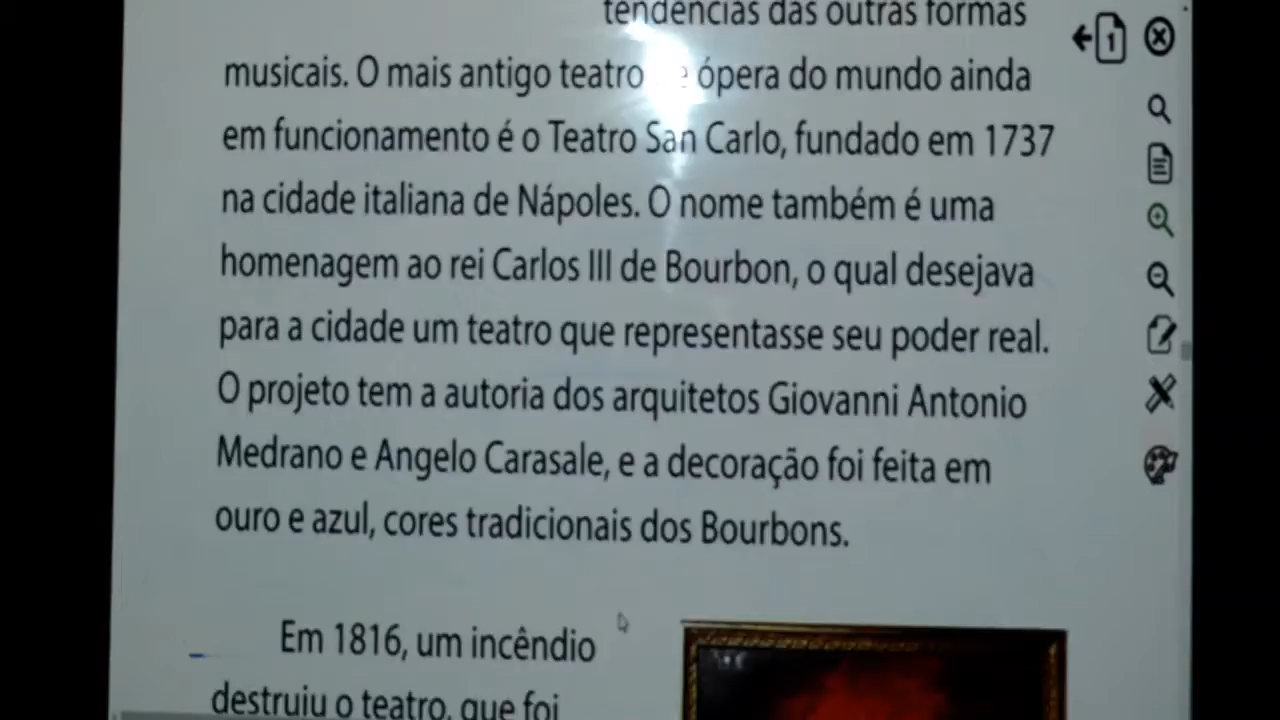 tendências das outras formas
musicais. O mais antigo teatro de ópera do mundo ainda
em funcionamento é o Teatro San Carlo, fundado em 1737
na cidade italiana de Nápoles. O nome também é uma
homenagem ao rei Carlos III de Bourbon, o qual desejava
para a cidade um teatro que representasse seu poder real.
O projeto tem a autoria dos arquitetos Giovanni Antonio
Medrano e Angelo Carasale, e a decoração foi feita em
ouro e azul, cores tradicionais dos Bourbons.
Em 1816, um incêndio
destruiu o teatro, que foi
1